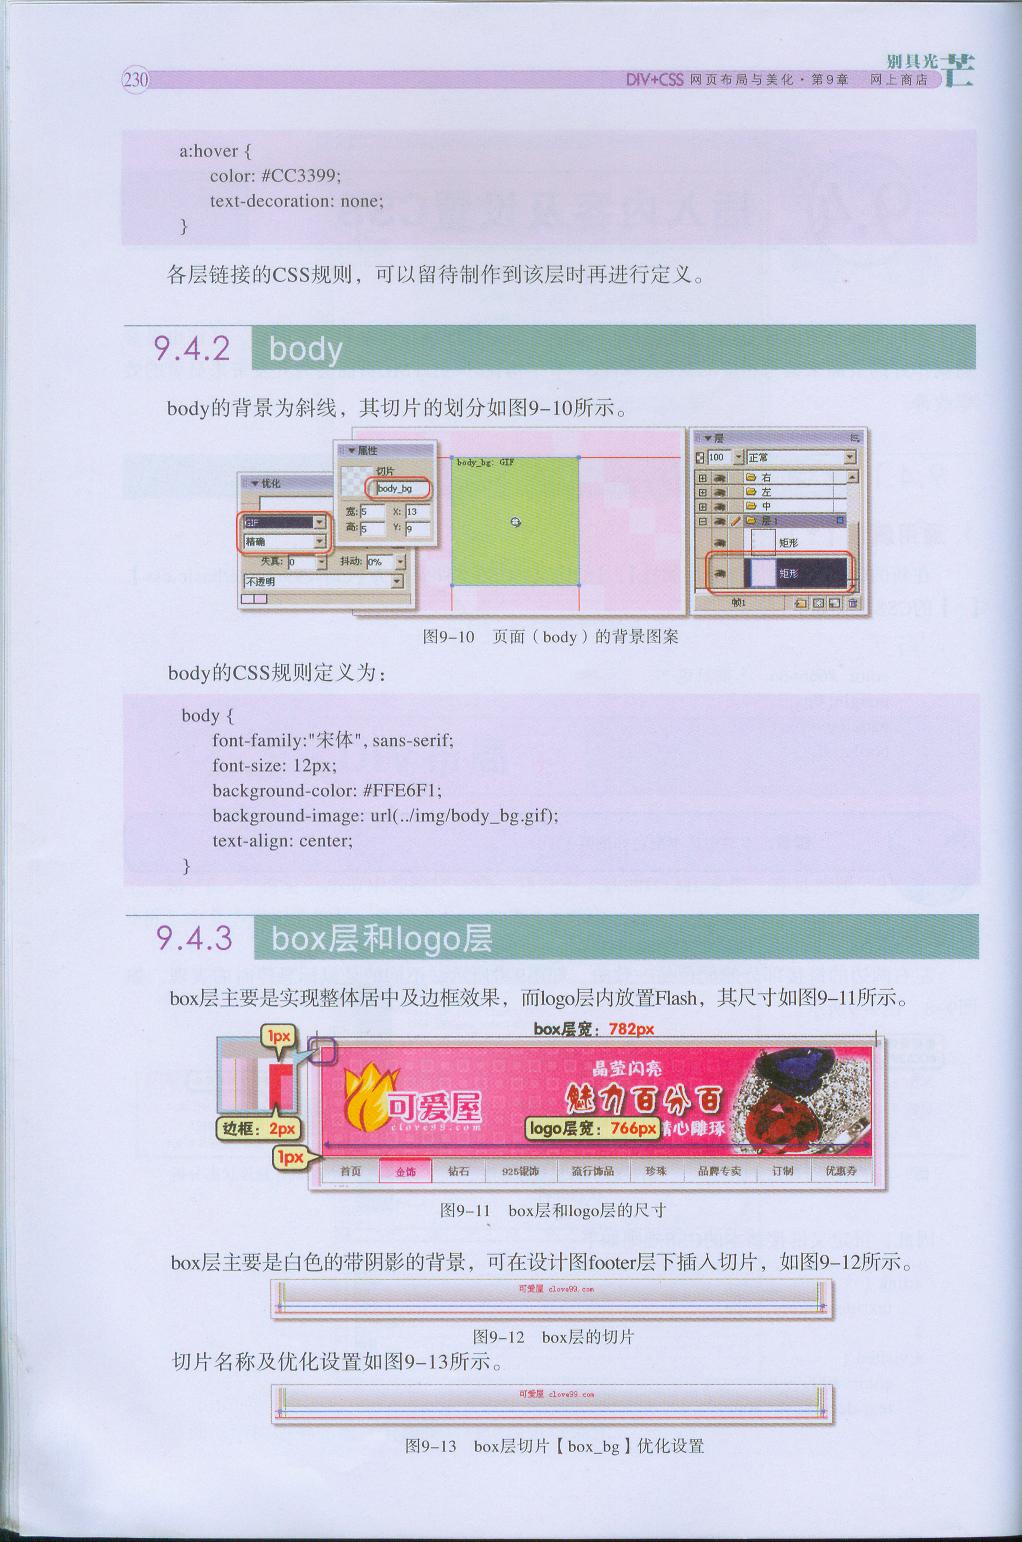 230
别具光芒
DIV+CSS 网页布局与美化·第9章 网上商店
a:hover {
color: #CC3399;
text-decoration: none;
}
各层链接的CSS规则，可以留待制作到该层时再进行定义。
9.4.2 body
body的背景为斜线，其切片的划分如图9-10所示。
优化
GIF
精确
失真: 0 抖动: 0%
不透明
属性
切片
body_bg
宽: 5 X: 13
高: 5 Y: 9
body_bg: GIF
层
100 正常
右
左
中
层1
矩形
矩形
帧1
图9-10 页面（body）的背景图案
body的CSS规则定义为：
body {
font-family:"宋体", sans-serif;
font-size: 12px;
background-color: #FFE6F1;
background-image: url(../img/body_bg.gif);
text-align: center;
}
9.4.3 box层和logo层
box层主要是实现整体居中及边框效果，而logo层内放置Flash，其尺寸如图9-11所示。
box层宽：782px
1px
边框：2px
1px
可爱屋
clove99.com
晶莹闪亮
魅力百分百
logo层宽：766px
精心雕琢
首页 金饰 钻石 925银饰 流行饰品 珍珠 品牌专卖 订制 优惠券
图9-11 box层和logo层的尺寸
box层主要是白色的带阴影的背景，可在设计图footer层下插入切片，如图9-12所示。
可爱屋 clove99.com
图9-12 box层的切片
切片名称及优化设置如图9-13所示。
可爱屋 clove99.com
图9-13 box层切片【box_bg】优化设置